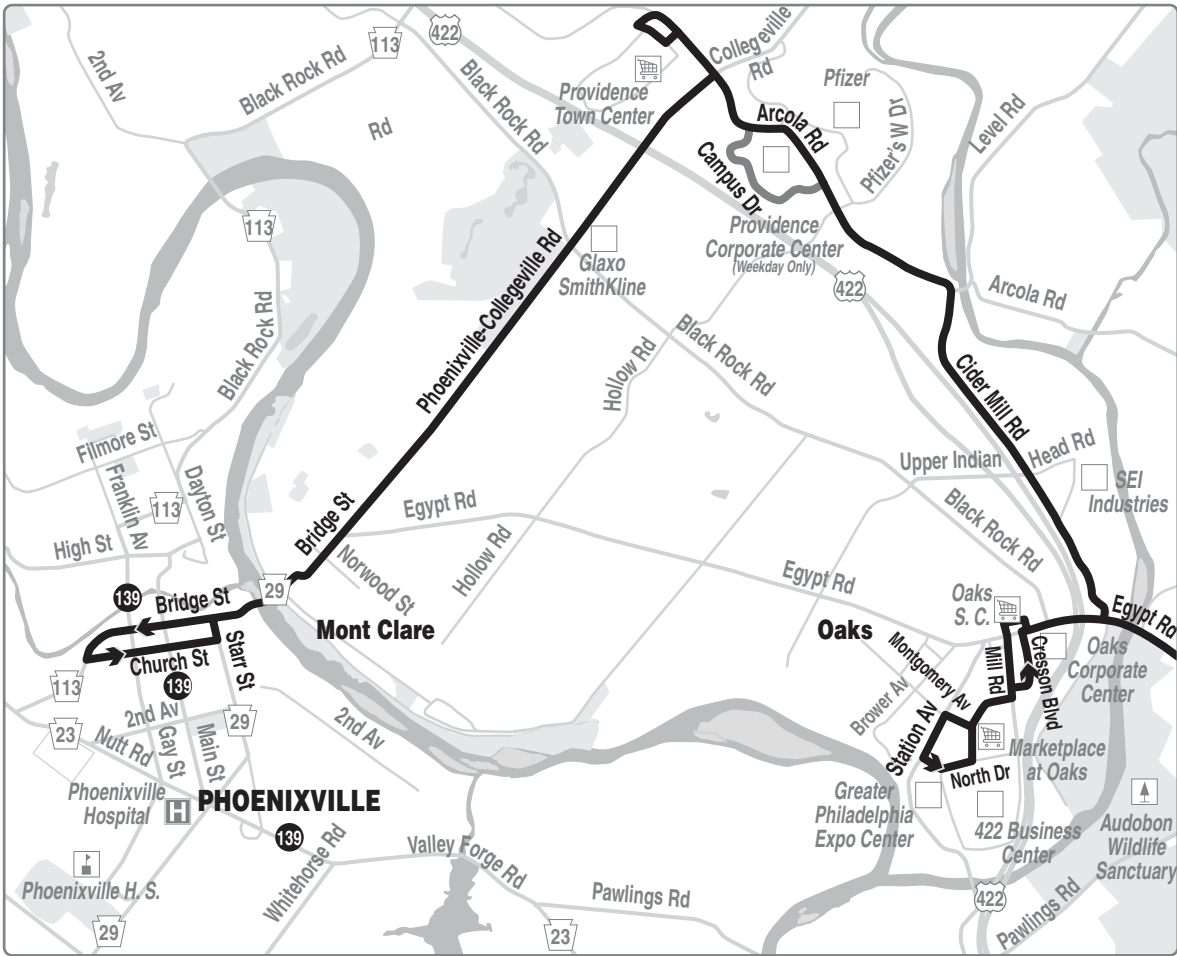 422
113
2nd Av
Black Rock Rd
Black Rock Rd
Rd
Collegeville
Rd
Providence
Town Center
Pfizer
Arcola Rd
Pfizer's W Dr
Level Rd
Campus Dr
113
Providence
Corporate Center
(Weekday Only)
Glaxo
SmithKline
422
Arcola Rd
Phoenixville-Collegeville Rd
Black Rock Rd
Hollow Rd
Black Rock Rd
Cider Mill Rd
Filmore St
Franklin Av
Dayton St
113
High St
Upper Indian
Head Rd
SEI
Industries
Black Rock Rd
Bridge St
Egypt Rd
Hollow Rd
Norwood St
Egypt Rd
139
Bridge St
29
Mont Clare
Oaks
Oaks
S. C.
Egypt Rd
Church St
139
Starr St
113
Montgomery Av
Mill Rd
Cresson Blvd
Oaks
Corporate
Center
Brower Av
Station Av
2nd Av
29
2nd Av
23
Nutt Rd
Gay St
Main St
Marketplace
at Oaks
North Dr
Phoenixville
Hospital
H
PHOENIXVILLE
139
Greater
Philadelphia
Expo Center
422 Business
Center
Audobon
Wildlife
Sanctuary
Whitehorse Rd
Valley Forge Rd
Phoenixville H. S.
Pawlings Rd
422
Pawlings Rd
29
23